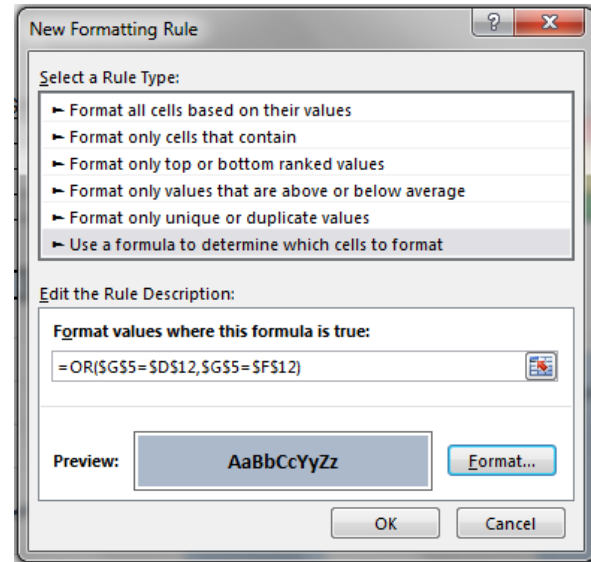 New Formatting Rule
?
Select a Rule Type:
► Format all cells based on their values
► Format only cells that contain
► Format only top or bottom ranked values
► Format only values that are above or below average
► Format only unique or duplicate values
► Use a formula to determine which cells to format
Edit the Rule Description:
Format values where this formula is true:
=OR($G$5=$D$12,$G$5=$F$12)
Preview:
AaBbCcYyZz
Format...
OK
Cancel